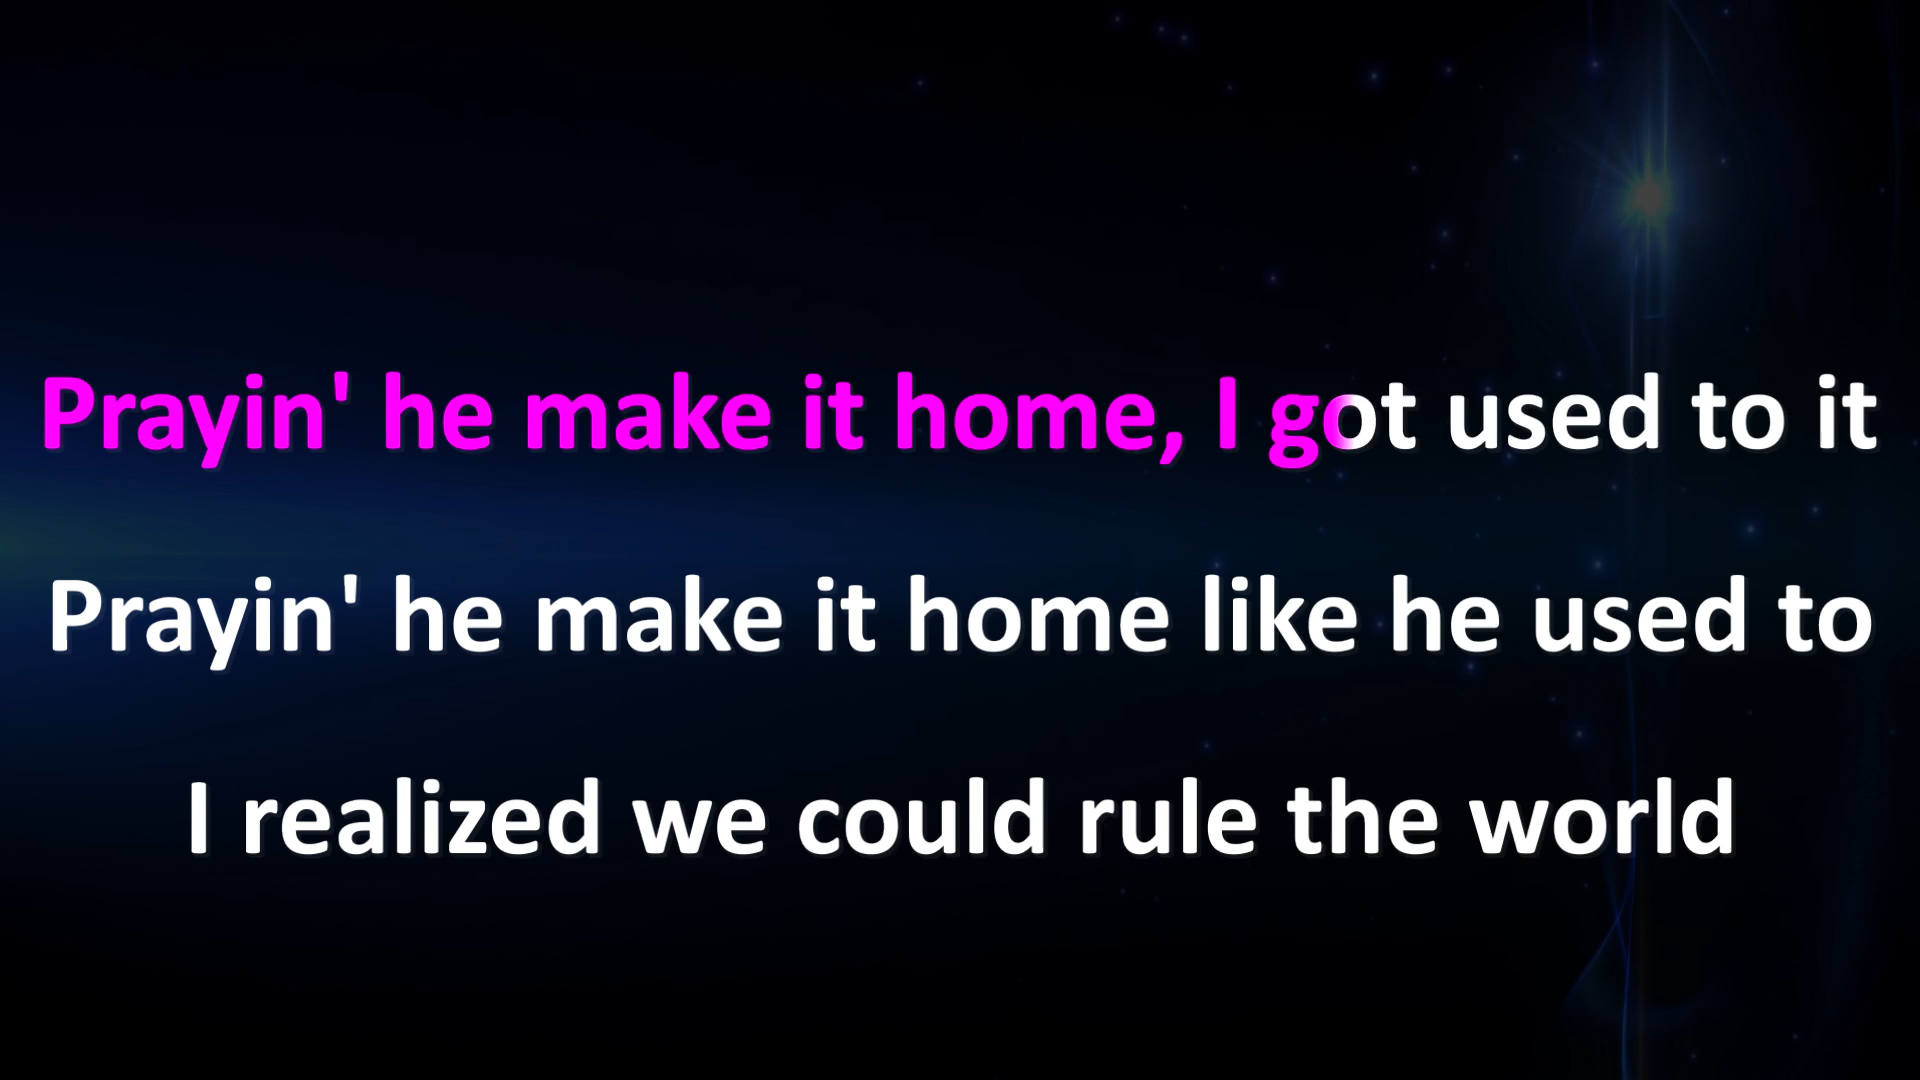 Prayin' he make it home, I got used to it
Prayin' he make it home like he used to
I realized we could rule the world